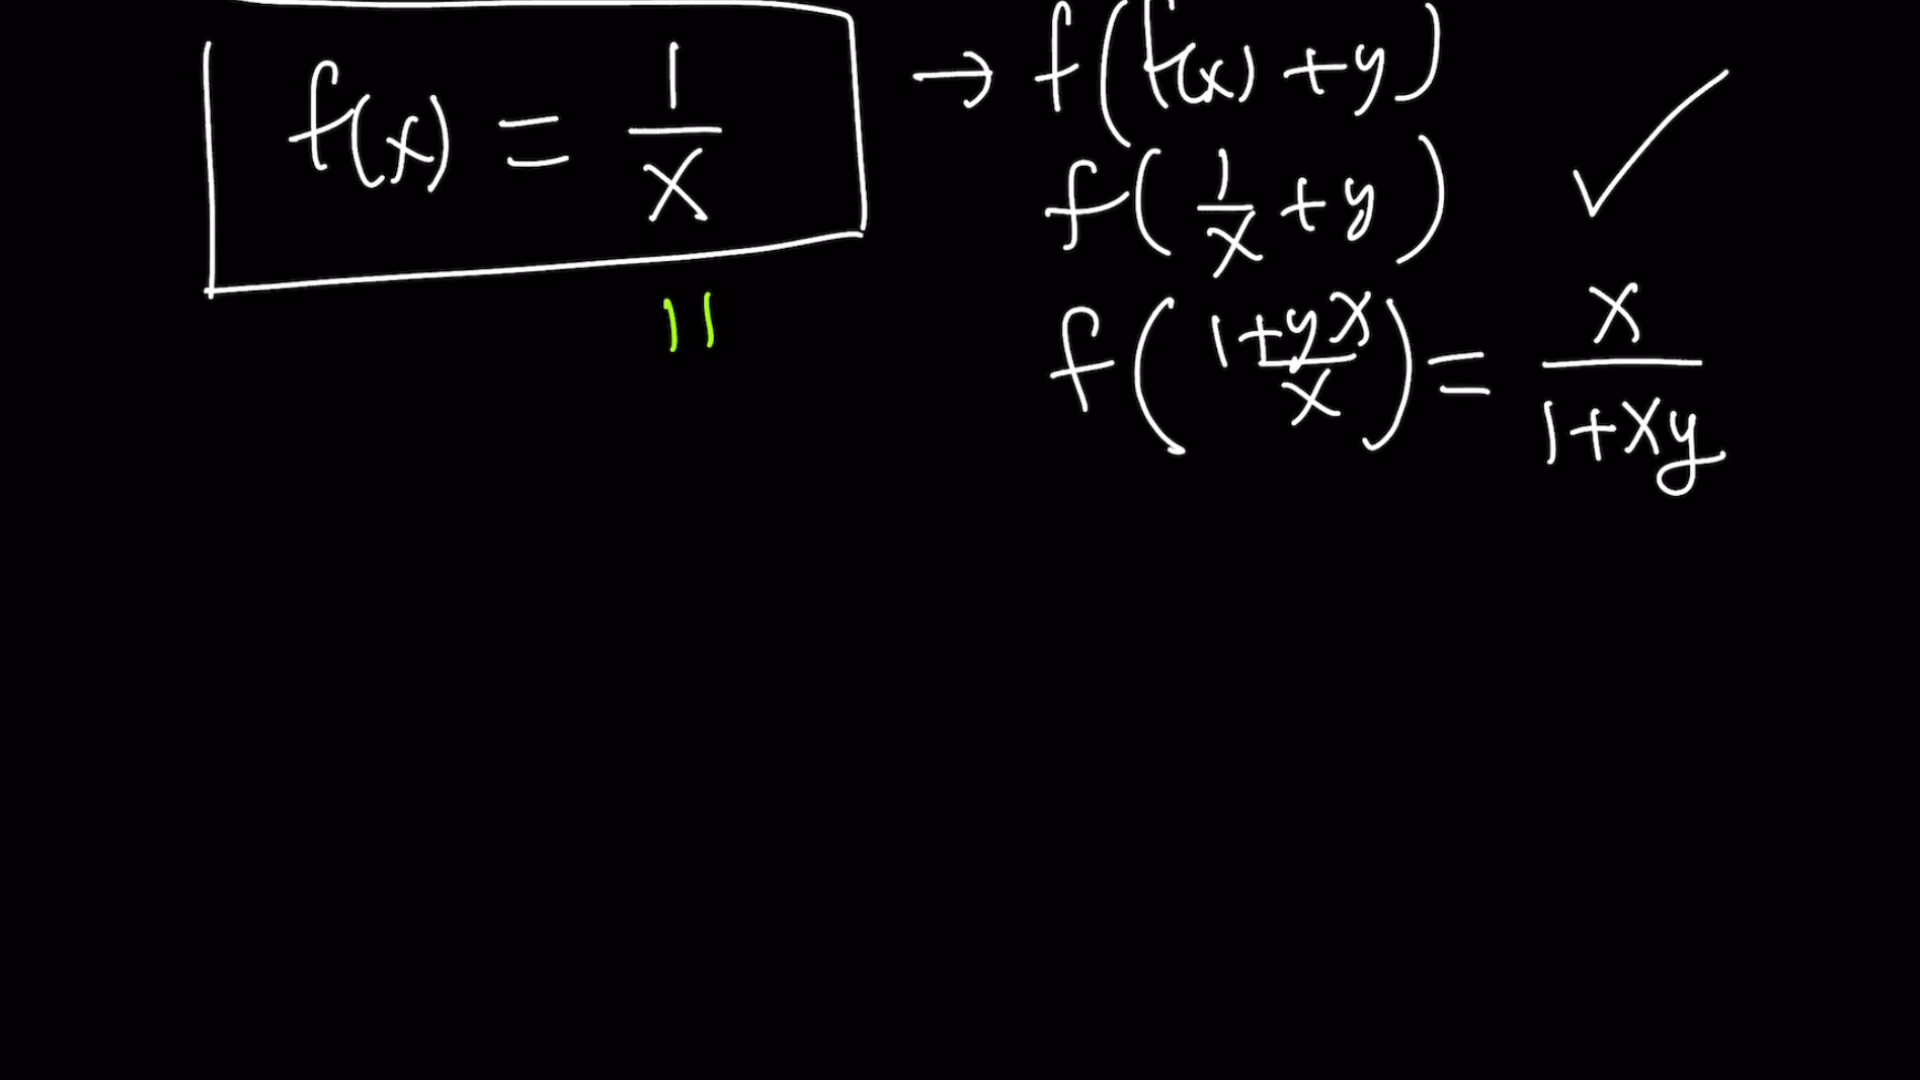 f(x) = 1/x
→ f(f(x) + y)
f(1/x + y) ✓
f((1+yx)/x) = x/(1+xy)